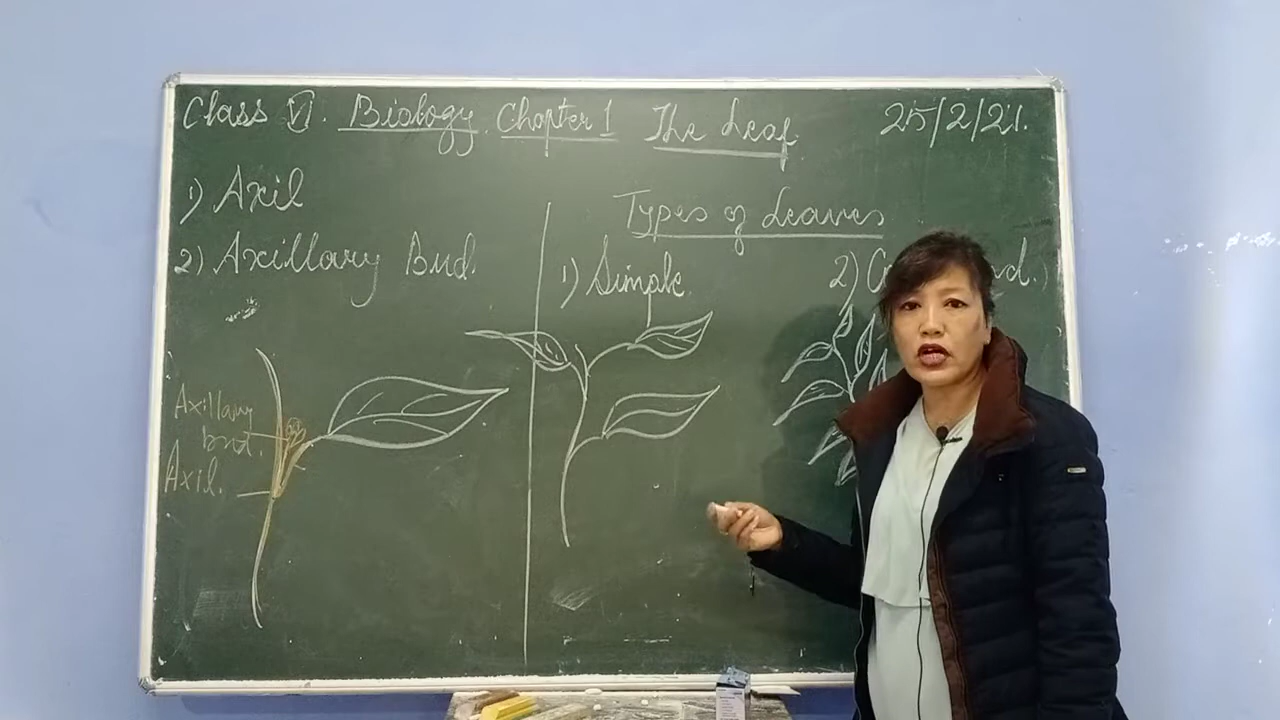 Class VI. Biology. Chapter 1 The Leaf. 25/2/21.
1) Axil
2) Axillary Bud.
Types of Leaves
1) Simple.
2)
Axillary
bud.
Axil.